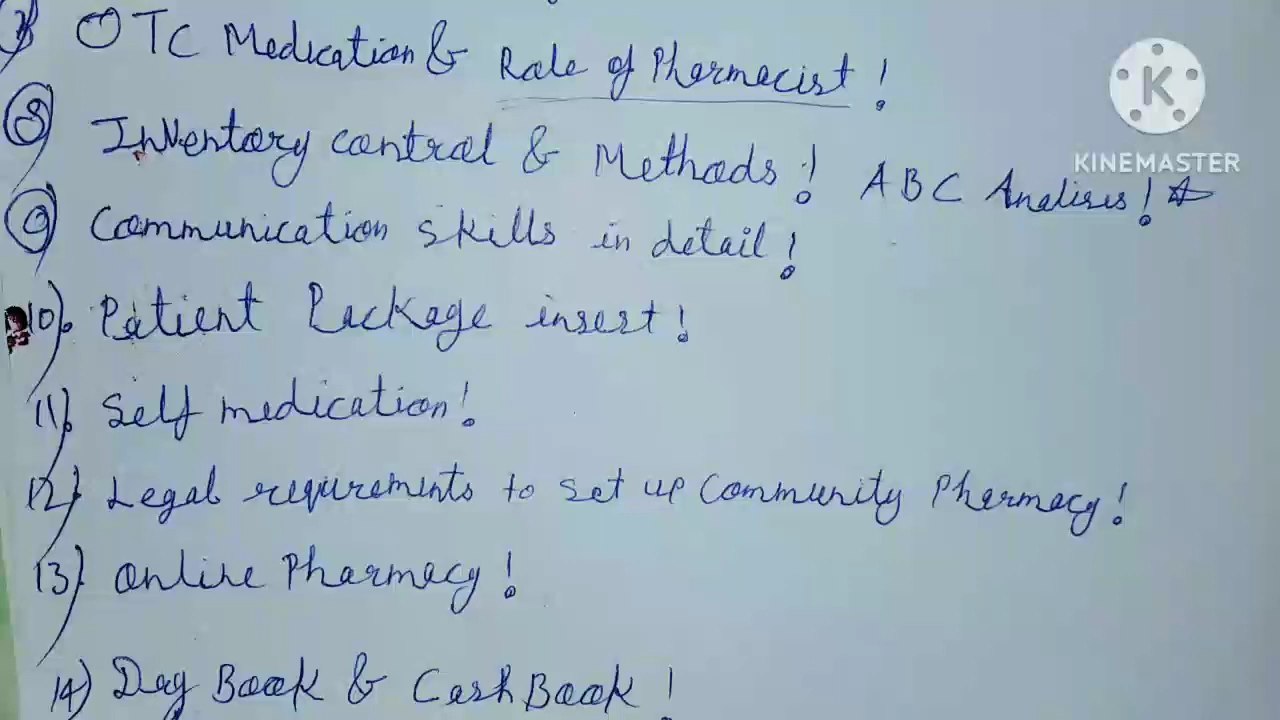 7) OTC Medication & Role of Pharmacist!
K
KINEMASTER
8) Inventory control & Methods! ABC Analises!
9) Communication skills in detail!
10). Patient Package insert!
11). Self medication!
12) Legal requirements to set up Community Pharmacy!
13) online Pharmacy!
14) Day Book & Cash Book!